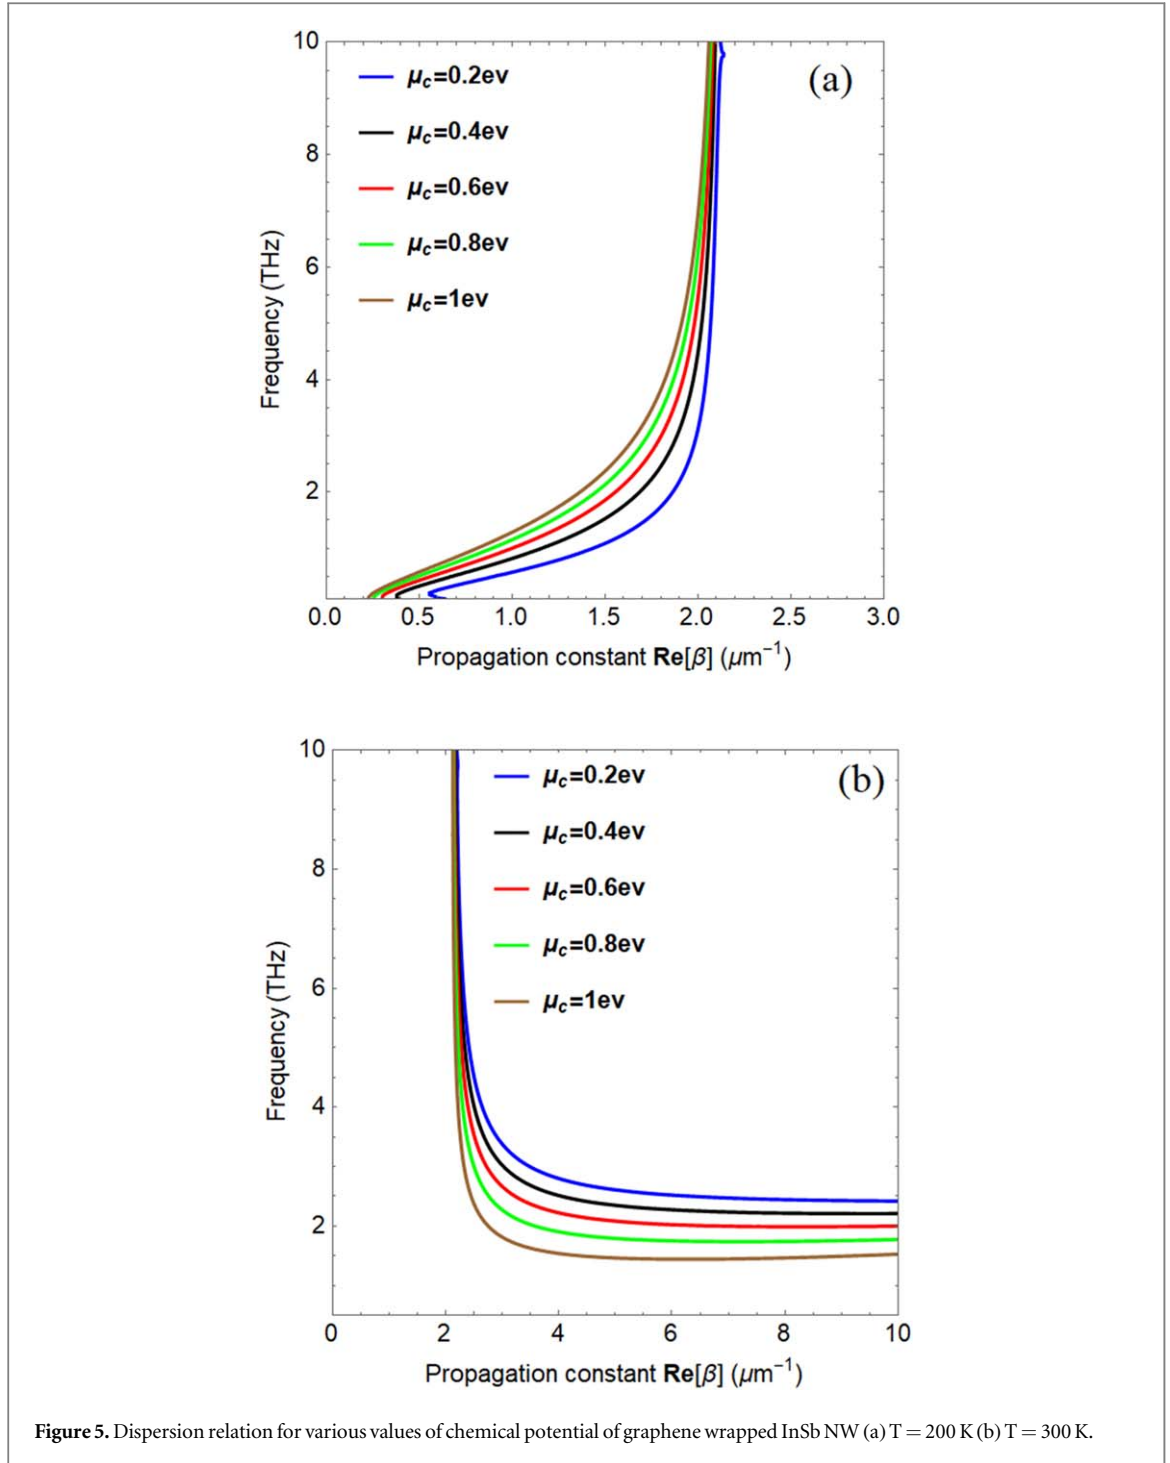 10
8
6
4
2
Frequency (THz)
μc=0.2ev
μc=0.4ev
μc=0.6ev
μc=0.8ev
μc=1ev
(a)
0.0 0.5 1.0 1.5 2.0 2.5 3.0
Propagation constant Re[β] (μm⁻¹)
10
8
6
4
2
Frequency (THz)
μc=0.2ev
μc=0.4ev
μc=0.6ev
μc=0.8ev
μc=1ev
(b)
0 2 4 6 8 10
Propagation constant Re[β] (μm⁻¹)
Figure 5. Dispersion relation for various values of chemical potential of graphene wrapped InSb NW (a) T = 200 K (b) T = 300 K.